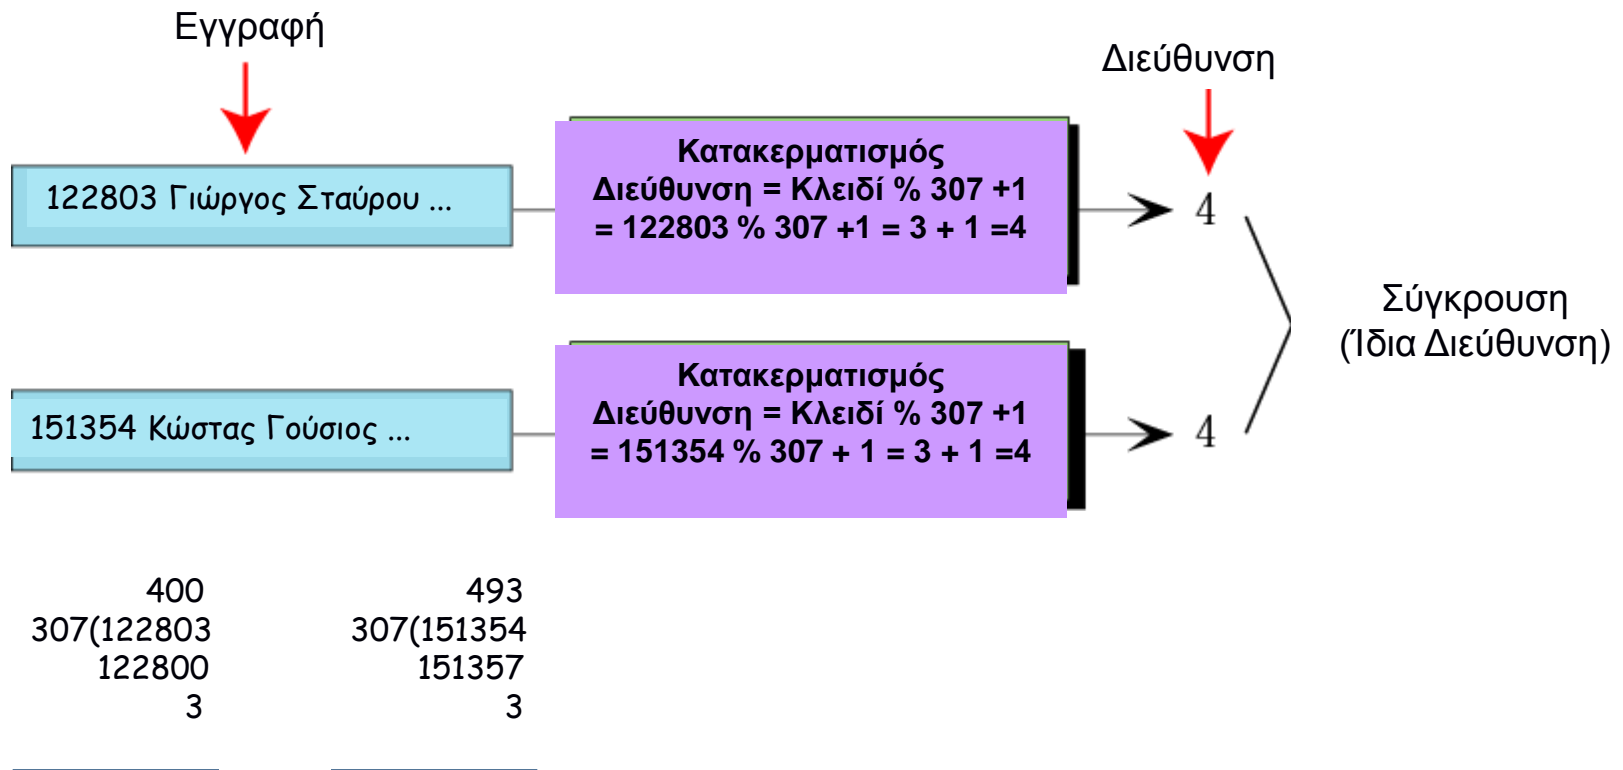 Εγγραφή
Διεύθυνση
122803 Γιώργος Σταύρου ...
Κατακερματισμός
Διεύθυνση = Κλειδί % 307 +1
= 122803 % 307 +1 = 3 + 1 =4
4
Σύγκρουση
(Ίδια Διεύθυνση)
151354 Κώστας Γούσιος ...
Κατακερματισμός
Διεύθυνση = Κλειδί % 307 +1
= 151354 % 307 + 1 = 3 + 1 =4
4
400
307(122803
122800
3
493
307(151354
151357
3